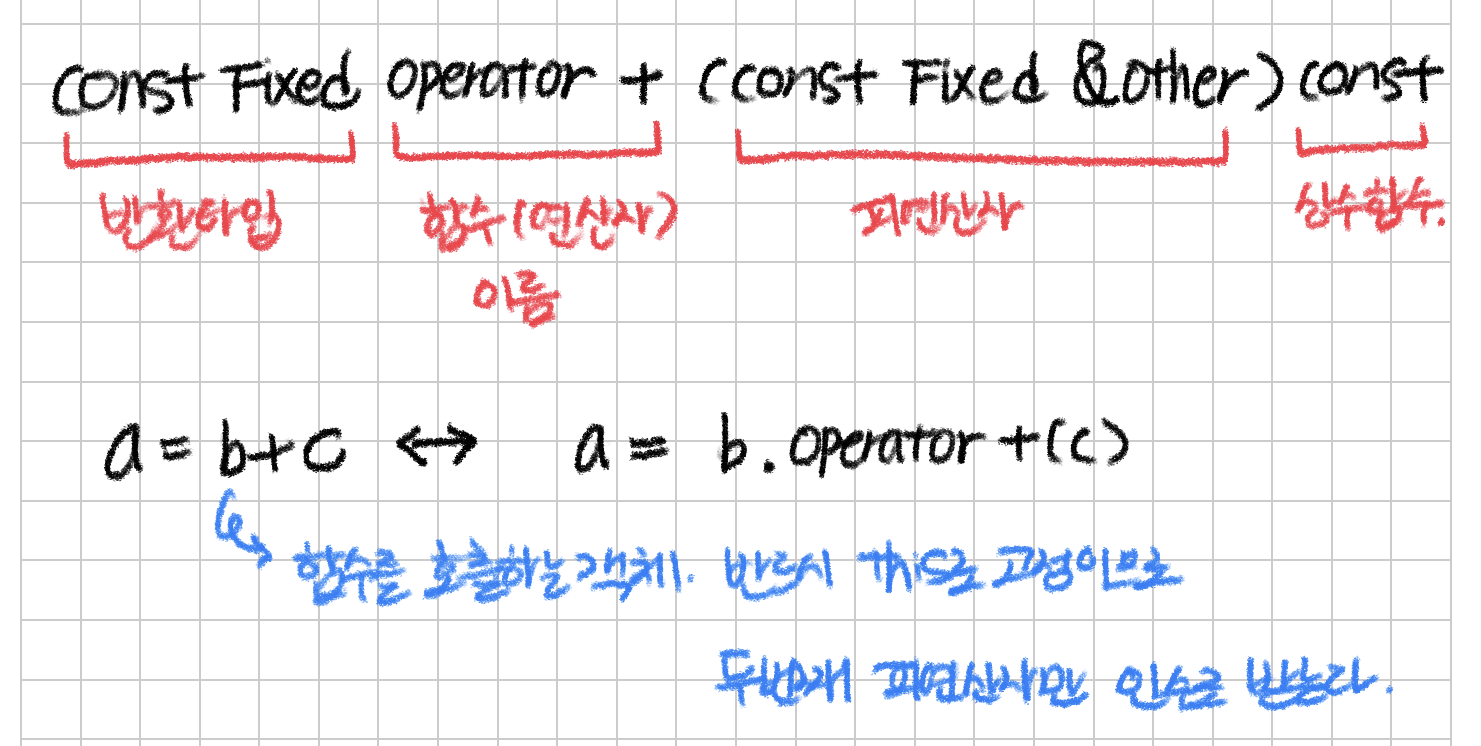 const Fixed operator + (const Fixed &other) const
반환타입 함수(연산자) 피연산자 상수함수.
이름
a = b+c ↔ a = b.operator+(c)
함수를 호출하는 객체. 반드시 this로 고정이므로
두번째 피연산자만 인수로 받는다.